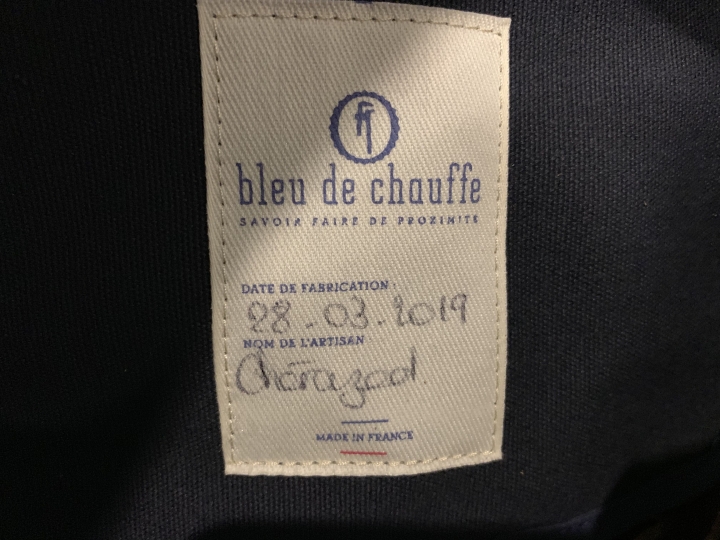 bleu de chauffe
SAVOIR FAIRE DE PROXIMITÉ
DATE DE FABRICATION :
28-03-2019
NOM DE L'ARTISAN
Chérazad.
MADE IN FRANCE